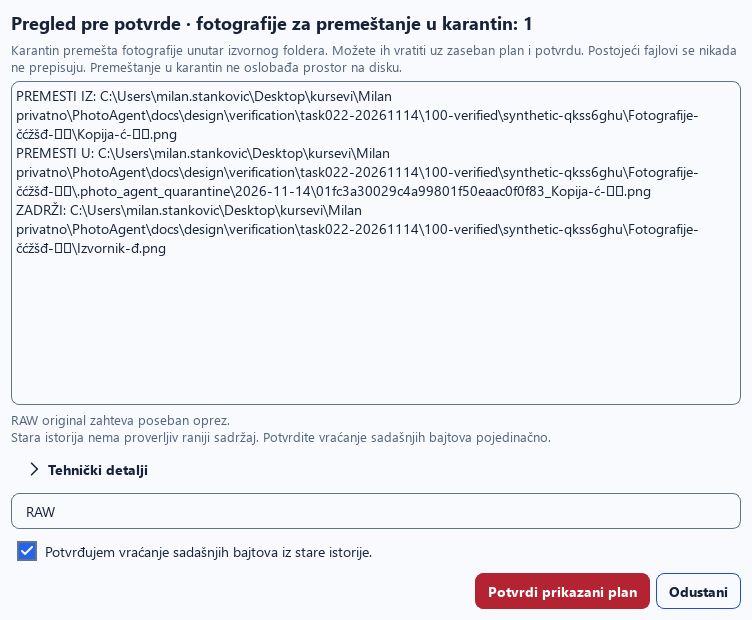 Pregled pre potvrde · fotografije za premeštanje u karantin: 1
Karantin premešta fotografije unutar izvornog foldera. Možete ih vratiti uz zaseban plan i potvrdu. Postojeći fajlovi se nikada
ne prepisuju. Premeštanje u karantin ne oslobađa prostor na disku.
PREMESTI IZ: C:\Users\milan.stankovic\Desktop\kursevi\Milan
privatno\PhotoAgent\docs\design\verification\task022-20261114\100-verified\synthetic-qkss6ghu\Fotografije-
čćžšđ-▯▯\Kopija-ć-▯▯.png
PREMESTI U: C:\Users\milan.stankovic\Desktop\kursevi\Milan
privatno\PhotoAgent\docs\design\verification\task022-20261114\100-verified\synthetic-qkss6ghu\Fotografije-
čćžšđ-▯▯\.photo_agent_quarantine\2026-11-14\01fc3a30029c4a99801f50eaac0f0f83_Kopija-ć-▯▯.png
ZADRŽI: C:\Users\milan.stankovic\Desktop\kursevi\Milan
privatno\PhotoAgent\docs\design\verification\task022-20261114\100-verified\synthetic-qkss6ghu\Fotografije-
čćžšđ-▯▯\Izvornik-đ.png
RAW original zahteva poseban oprez.
Stara istorija nema proverljiv raniji sadržaj. Potvrdite vraćanje sadašnjih bajtova pojedinačno.
Tehnički detalji
RAW
Potvrđujem vraćanje sadašnjih bajtova iz stare istorije.
Potvrdi prikazani plan
Odustani